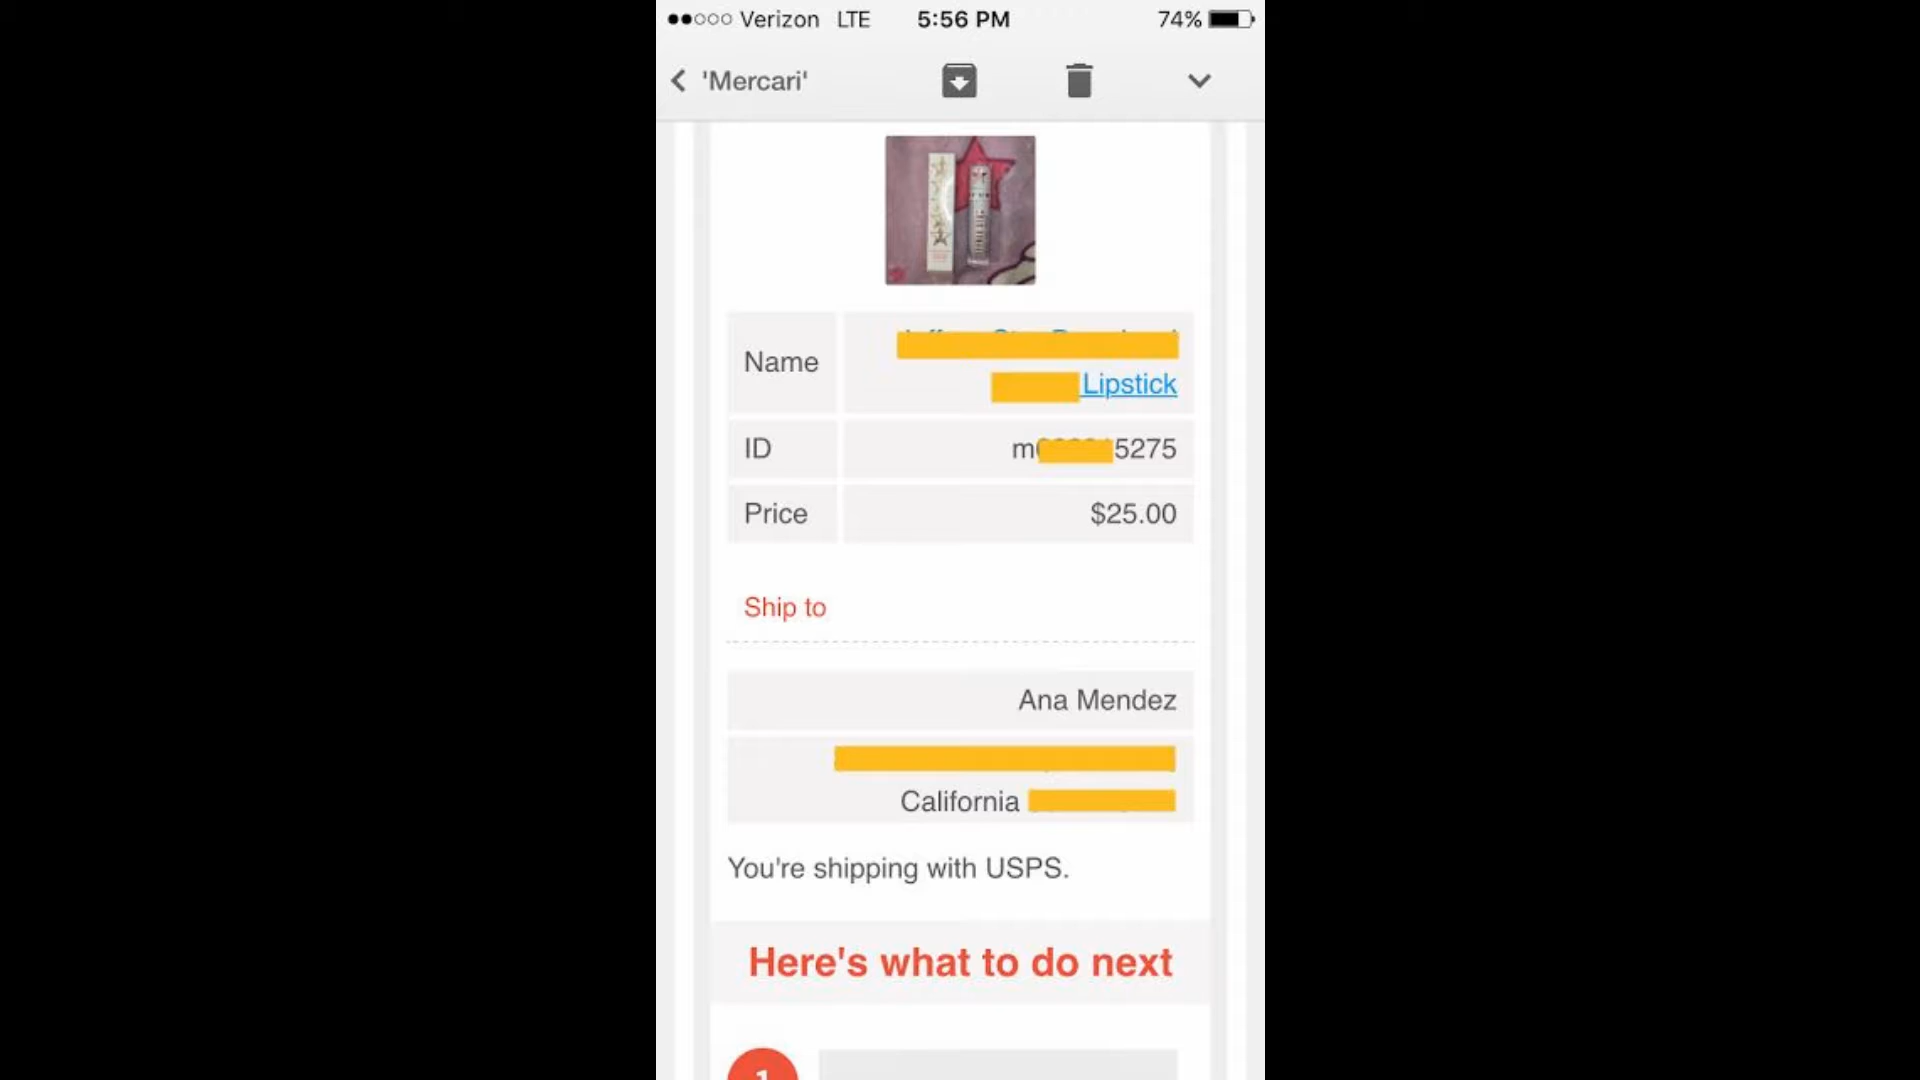 Verizon LTE 5:56 PM 74%
'Mercari'
Name
Lipstick
ID m 5275
Price $25.00
Ship to
Ana Mendez
California
You're shipping with USPS.
Here's what to do next
1